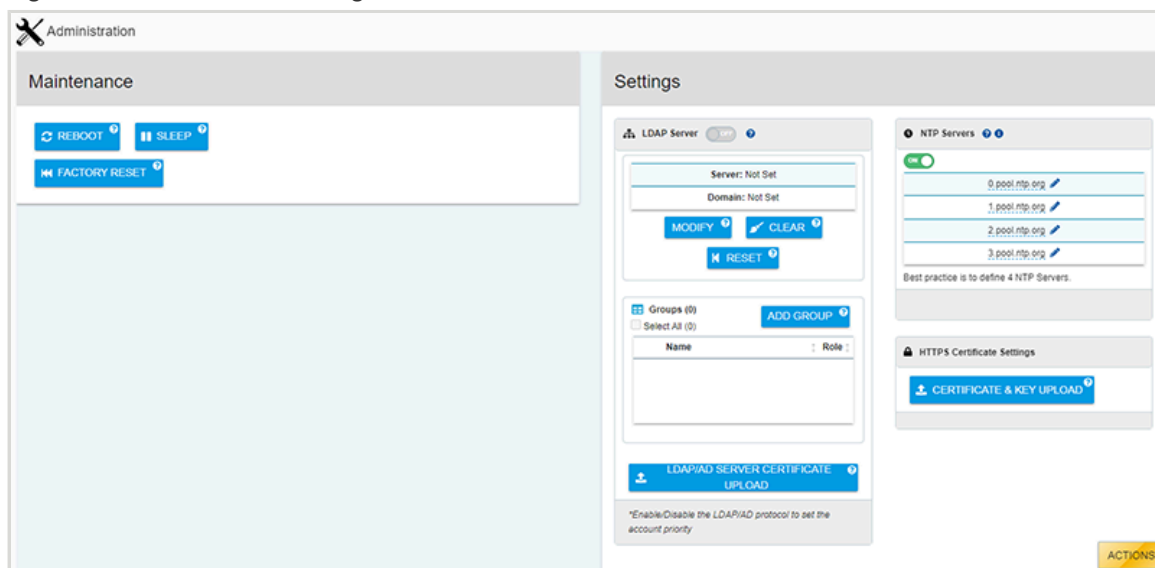 Administration
Maintenance
REBOOT ?
SLEEP ?
FACTORY RESET ?
Settings
LDAP Server OFF ?
Server: Not Set
Domain: Not Set
MODIFY ?
CLEAR ?
RESET ?
Groups (0)
ADD GROUP ?
Select All (0)
Name Role
LDAP/AD SERVER CERTIFICATE UPLOAD ?
*Enable/Disable the LDAP/AD protocol to set the
account priority
NTP Servers ?
ON
0.pool.ntp.org
1.pool.ntp.org
2.pool.ntp.org
3.pool.ntp.org
Best practice is to define 4 NTP Servers.
HTTPS Certificate Settings
CERTIFICATE & KEY UPLOAD ?
ACTIONS